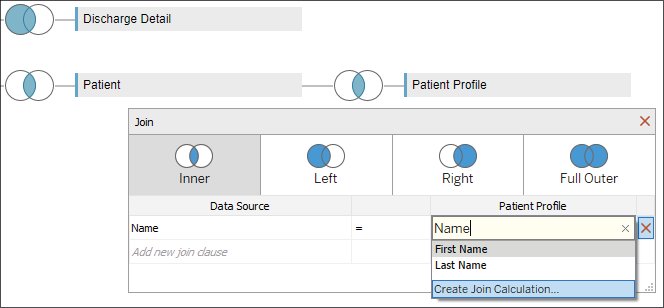 Discharge Detail
Patient
Patient Profile
Join
Inner
Left
Right
Full Outer
Data Source
Patient Profile
Name
=
Name
Add new join clause
First Name
Last Name
Create Join Calculation...